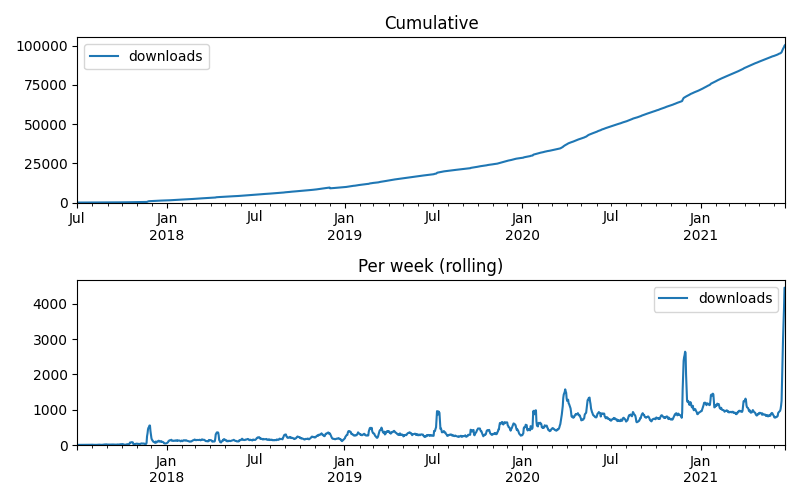 Cumulative
100000
downloads
75000
50000
25000
0
Jul Jan Jul Jan Jul Jan Jul Jan
2018 2019 2020 2021
Per week (rolling)
downloads
4000
3000
2000
1000
0
Jan Jul Jan Jul Jan Jul Jan
2018 2019 2020 2021